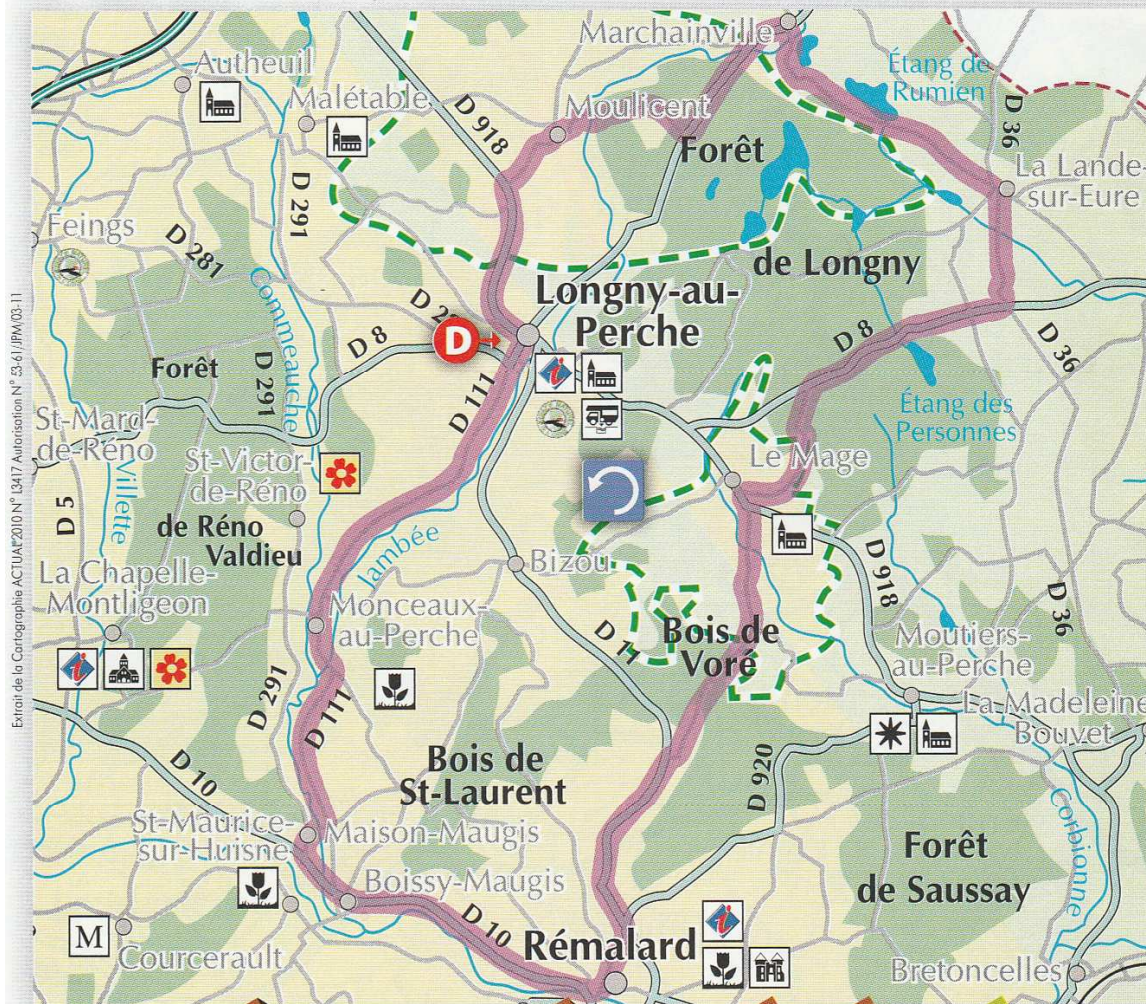 Marchainville
Étang de
Rumien
Autheuil
Malétable
D 918
Moulicent
Forêt
D 36
La Lande-
sur-Eure
D 291
Feings
D 281
Commeauche
de Longny
Longny-au-
Perche
D
D 8
D 111
D 8
D 36
Forêt
D 291
Étang des
Personnes
St-Mard-
de-Réno
Villette
St-Victor-
de-Réno
Le Mage
D 5
de Réno
Valdieu
Jambée
Bizou
La Chapelle-
Montligeon
Monceaux-
au-Perche
D 11
Bois de
Voré
D 918
D 36
Moutiers-
au-Perche
La Madeleine
Bouvet
D 291
D 111
D 10
Bois de
St-Laurent
D 920
Corbionne
St-Maurice-
sur-Huisne
Maison-Maugis
Forêt
de Saussay
Boissy-Maugis
D 10
M
Courcerault
Rémalard
Bretoncelles
Extrait de la Cartographie ACTUAL 2010 N° L3417 Autorisation N° 53-61/JPM/03-11